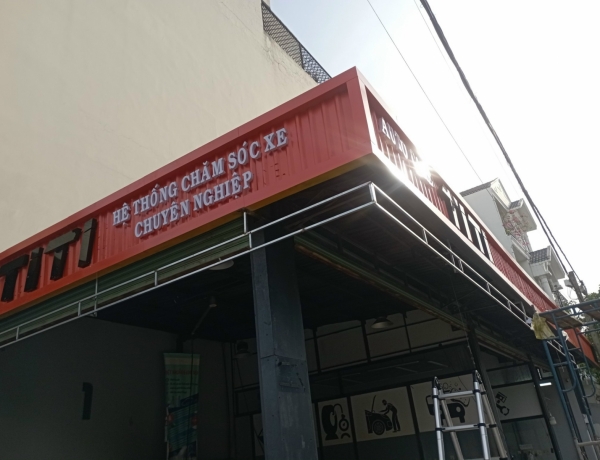 TITI
HỆ THỐNG CHĂM SÓC XE
CHUYÊN NGHIỆP
TITI